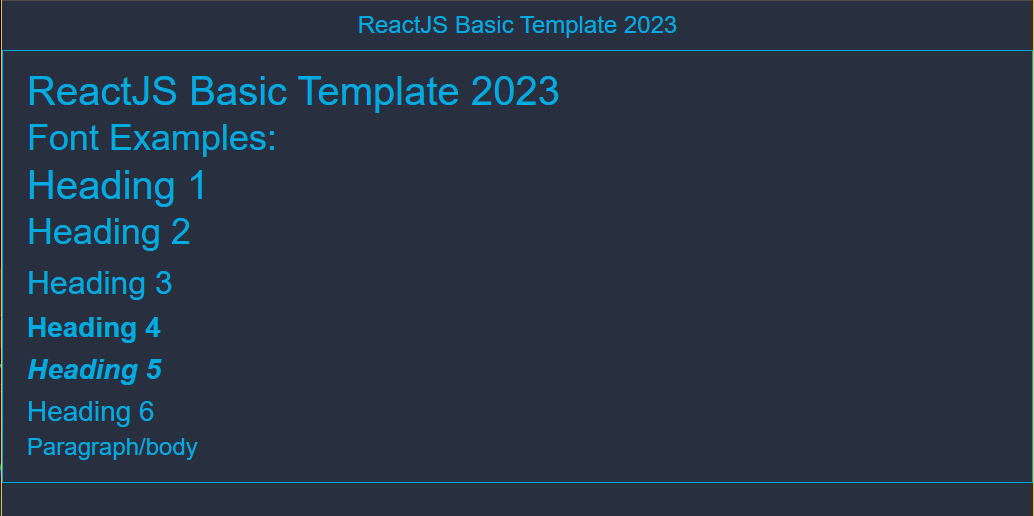 ReactJS Basic Template 2023
ReactJS Basic Template 2023
Font Examples:
Heading 1
Heading 2
Heading 3
Heading 4
Heading 5
Heading 6
Paragraph/body